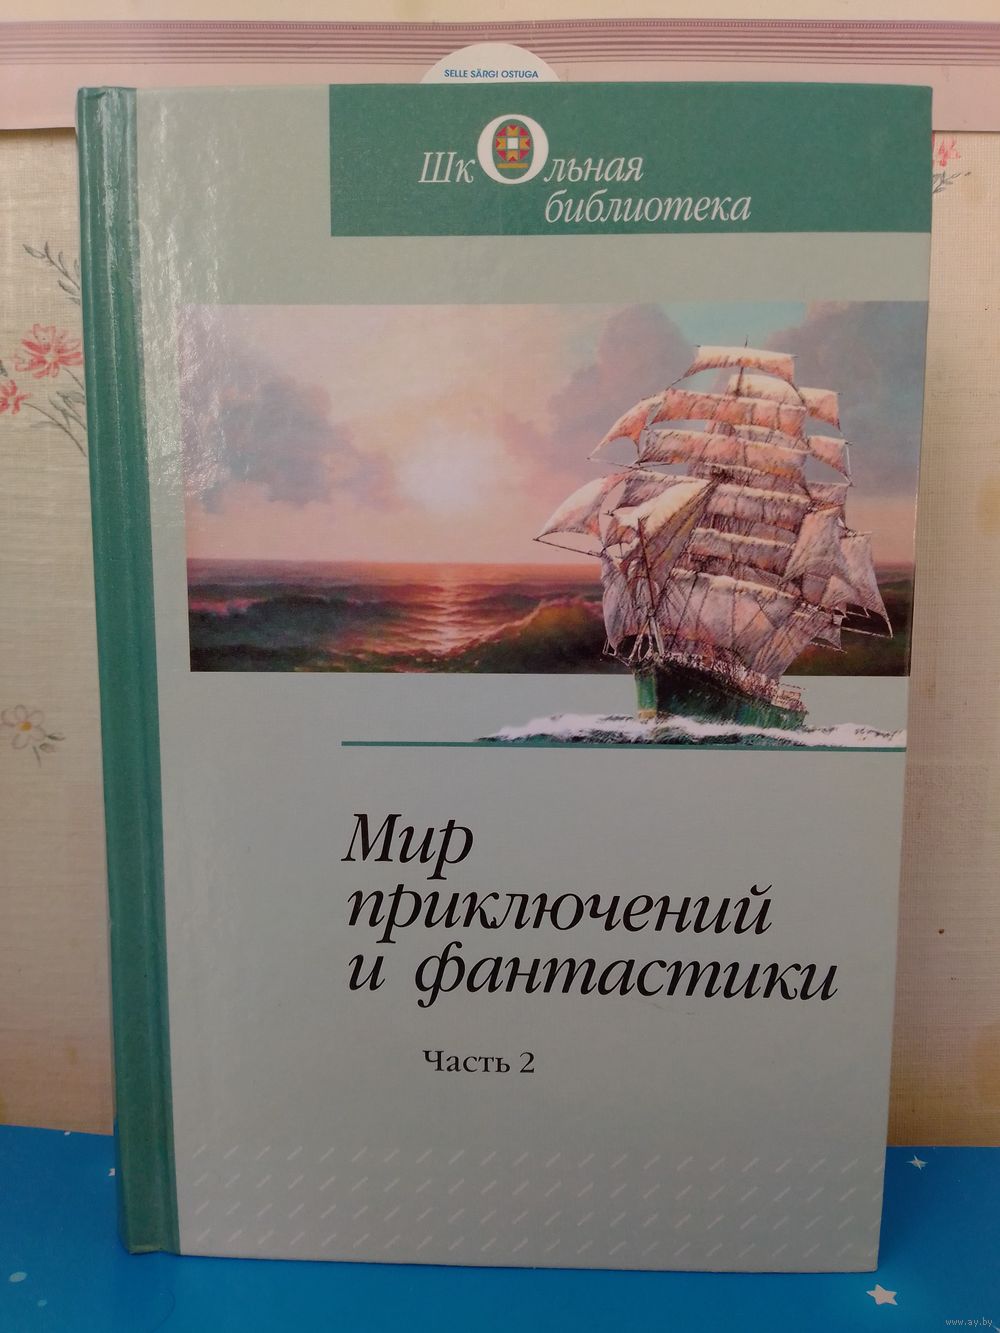 SELLE SÄRGI OSTUGA
ШкОльная
библиотека
Мир
приключений
и фантастики
Часть 2
www.ay.by